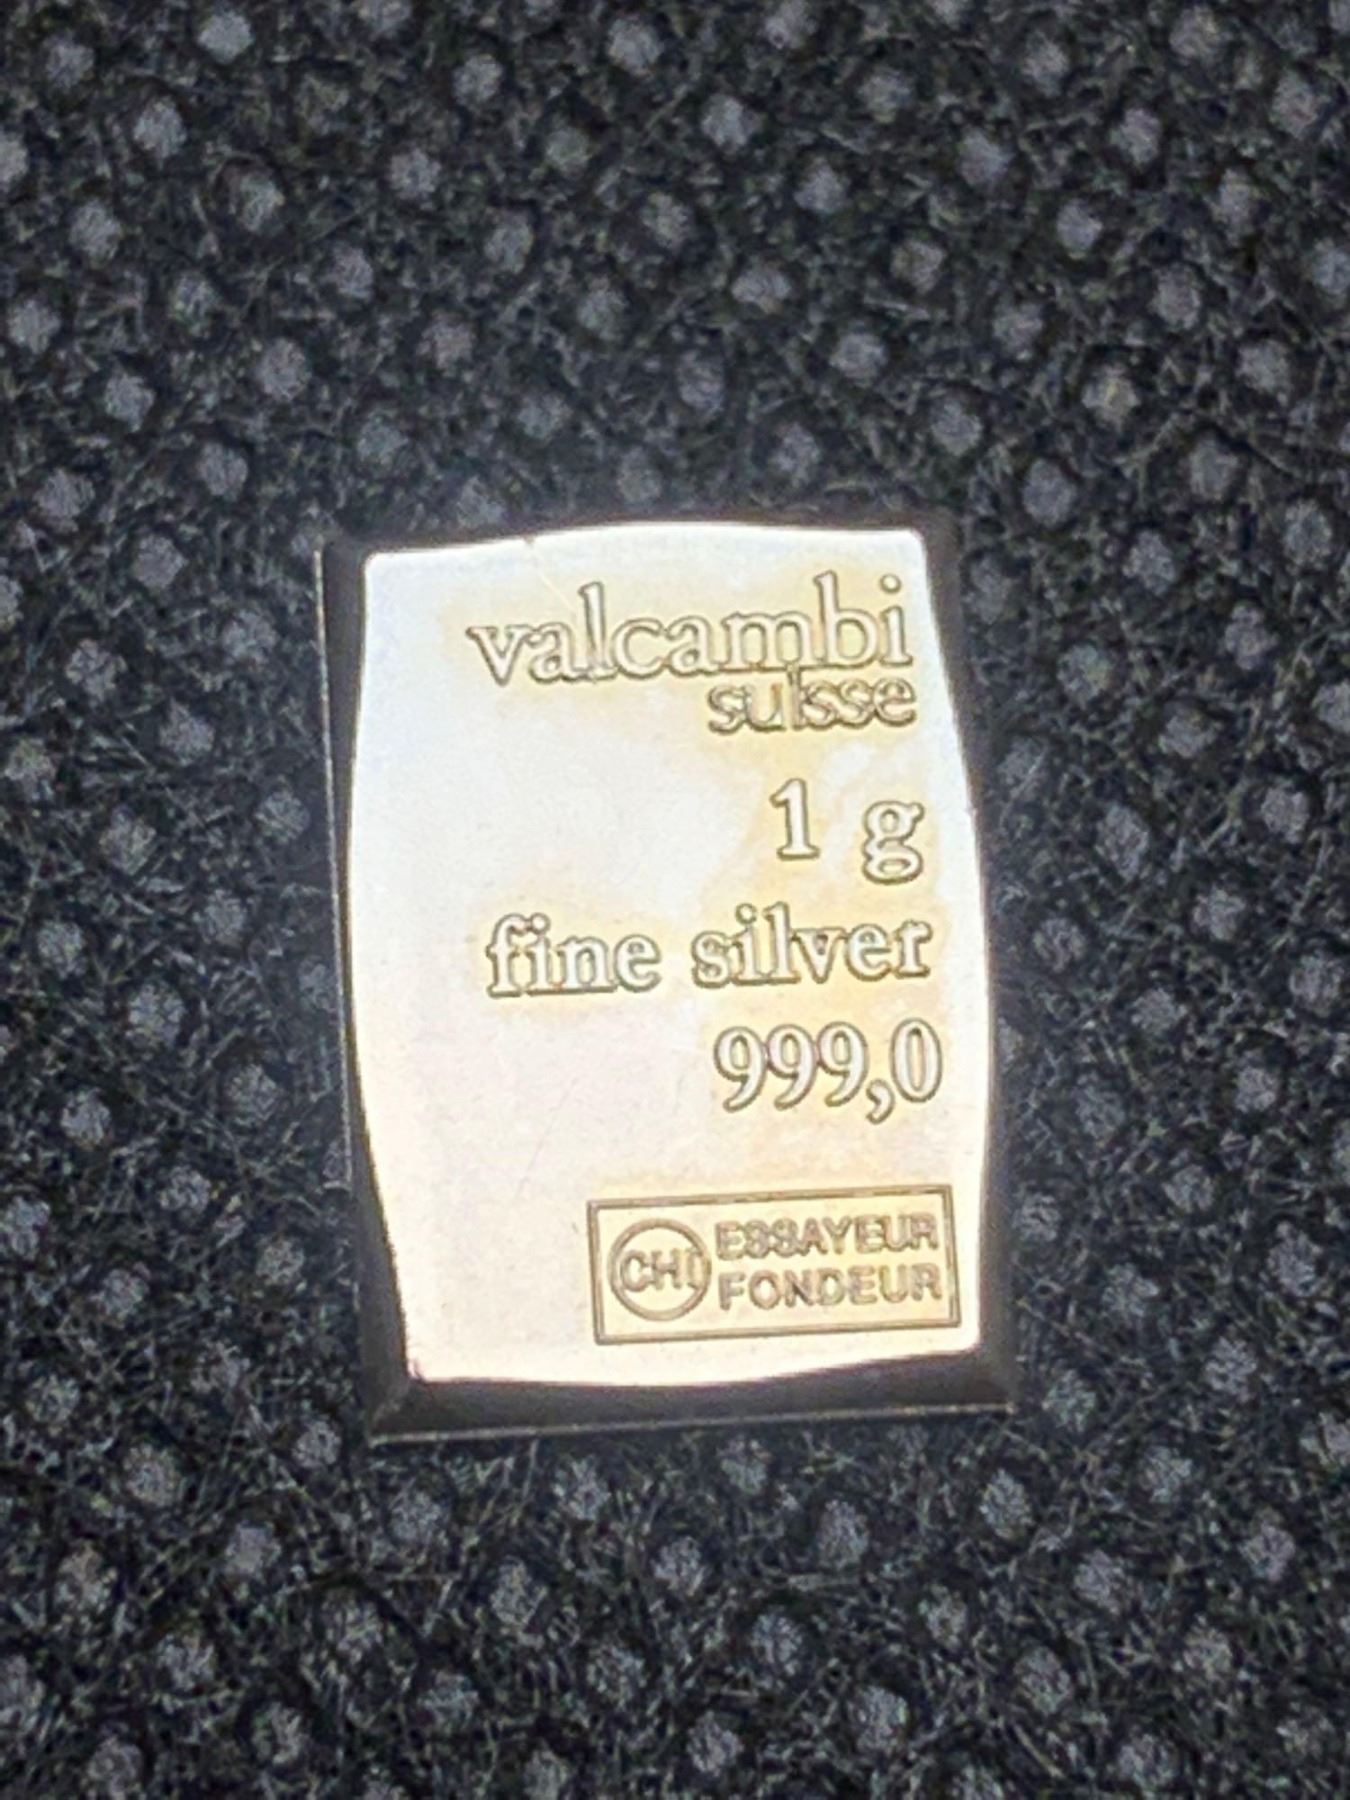 valcambi
suisse
1 g
fine silver
999,0
CHI ESSAYEUR
FONDEUR